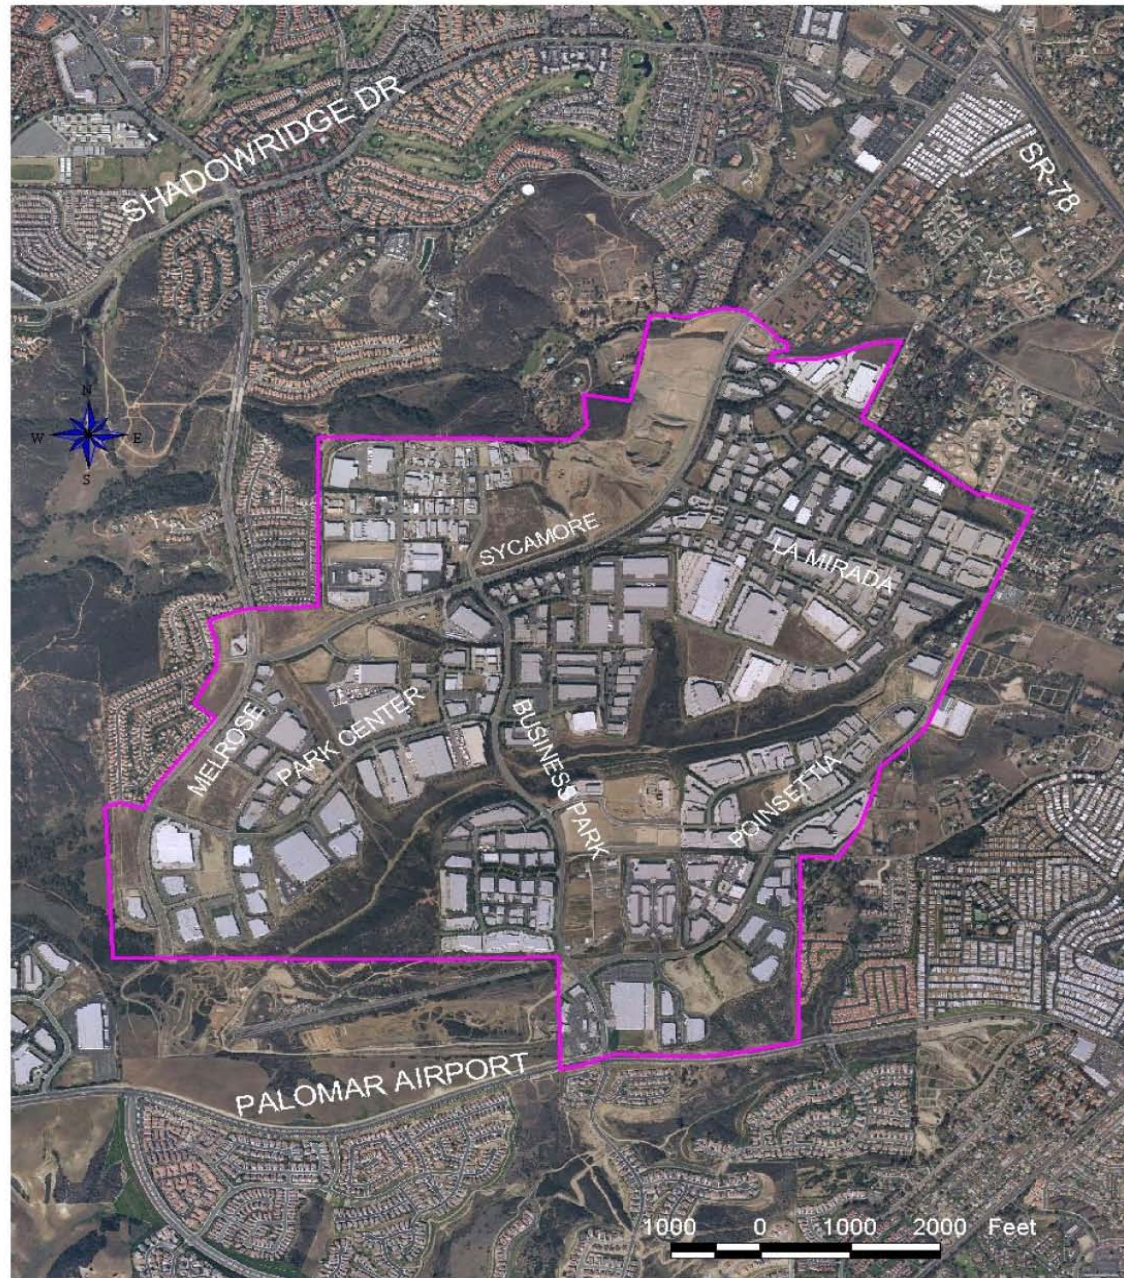 SHADOWRIDGE DR
SR-78
N
W E
S
SYCAMORE
LA MIRADA
MELROSE
PARK CENTER
BUSINESS PARK
POINSETTIA
PALOMAR AIRPORT
1000 0 1000 2000 Feet